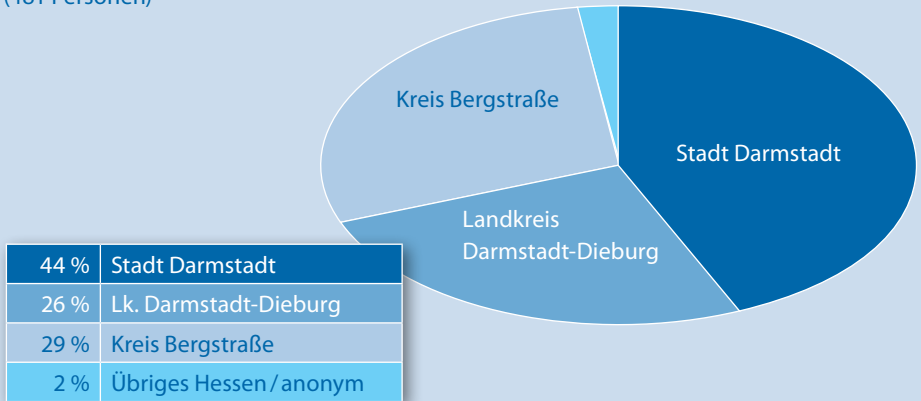 Kreis Bergstraße
Stadt Darmstadt
Landkreis
Darmstadt-Dieburg
44 % Stadt Darmstadt
26 % Lk. Darmstadt-Dieburg
29 % Kreis Bergstraße
2 % Übriges Hessen / anonym